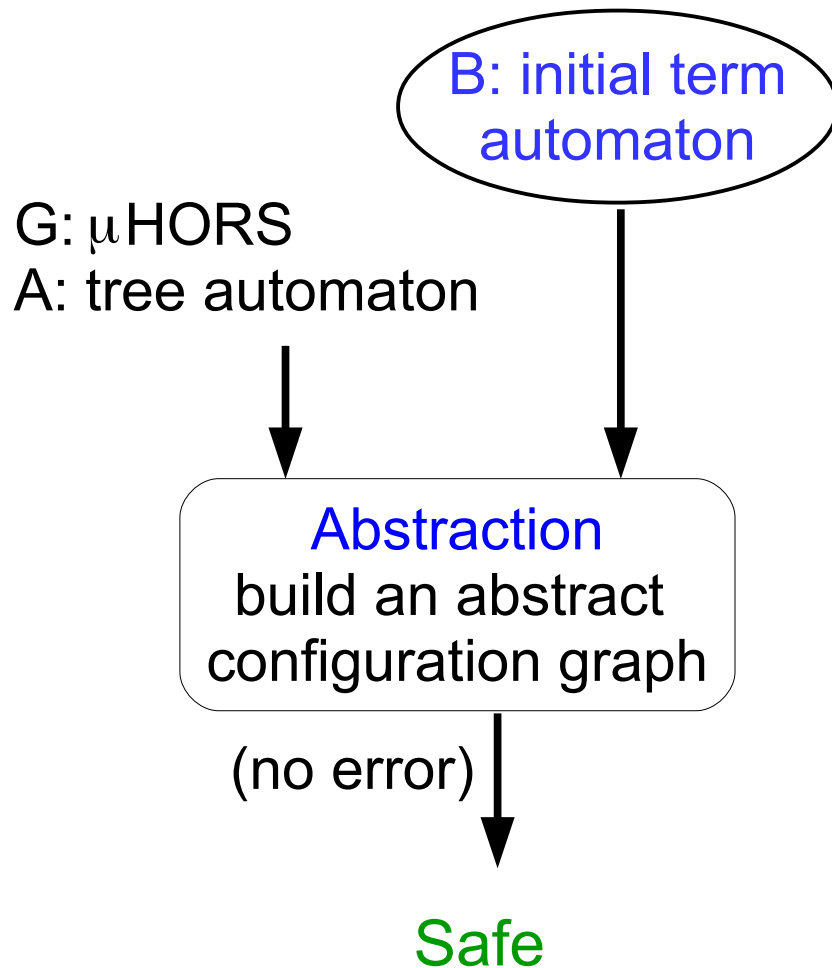 B: initial term
automaton
G: μHORS
A: tree automaton
Abstraction
build an abstract
configuration graph
(no error)
Safe